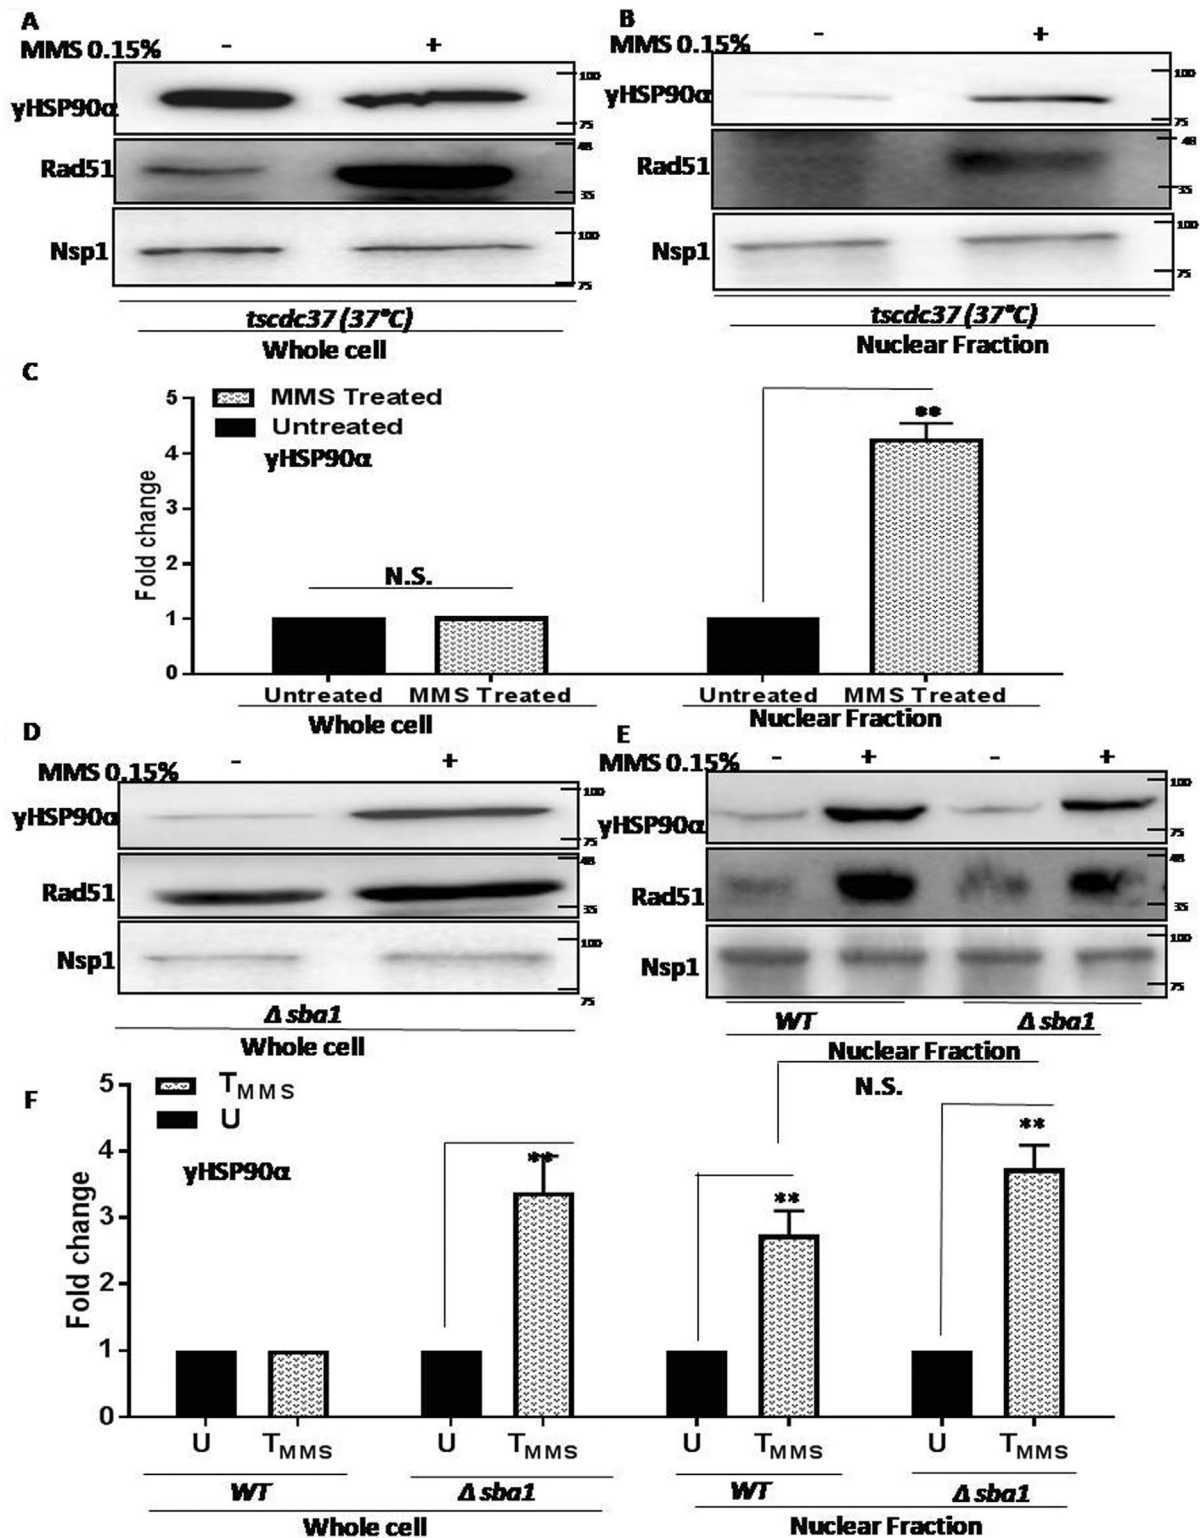 A
MMS 0.15% - +
yHSP90α
100
75
Rad51
48
35
Nsp1
100
75
tscdc37 (37°C)
Whole cell
B
MMS 0.15% - +
yHSP90α
100
75
Rad51
48
35
Nsp1
100
75
tscdc37 (37°C)
Nuclear Fraction
C
Fold change
5
4
3
2
1
0
MMS Treated
Untreated
yHSP90α
N.S.
**
Untreated MMS Treated Untreated MMS Treated
Whole cell Nuclear Fraction
D
MMS 0.15% - +
yHSP90α
100
75
Rad51
48
35
Nsp1
100
75
Δ sba1
Whole cell
E
MMS 0.15% - + - +
yHSP90α
100
75
Rad51
48
35
Nsp1
100
75
WT Δ sba1
Nuclear Fraction
F
Fold change
5
4
3
2
1
0
TMMS
U
yHSP90α
**
**
N.S.
**
U TMMS U TMMS U TMMS U TMMS
WT Δ sba1 WT Δ sba1
Whole cell Nuclear Fraction